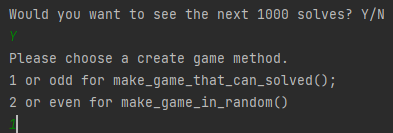 Would you want to see the next 1000 solves? Y/N
Y
Please choose a create game method.
1 or odd for make_game_that_can_solved();
2 or even for make_game_in_random()
1